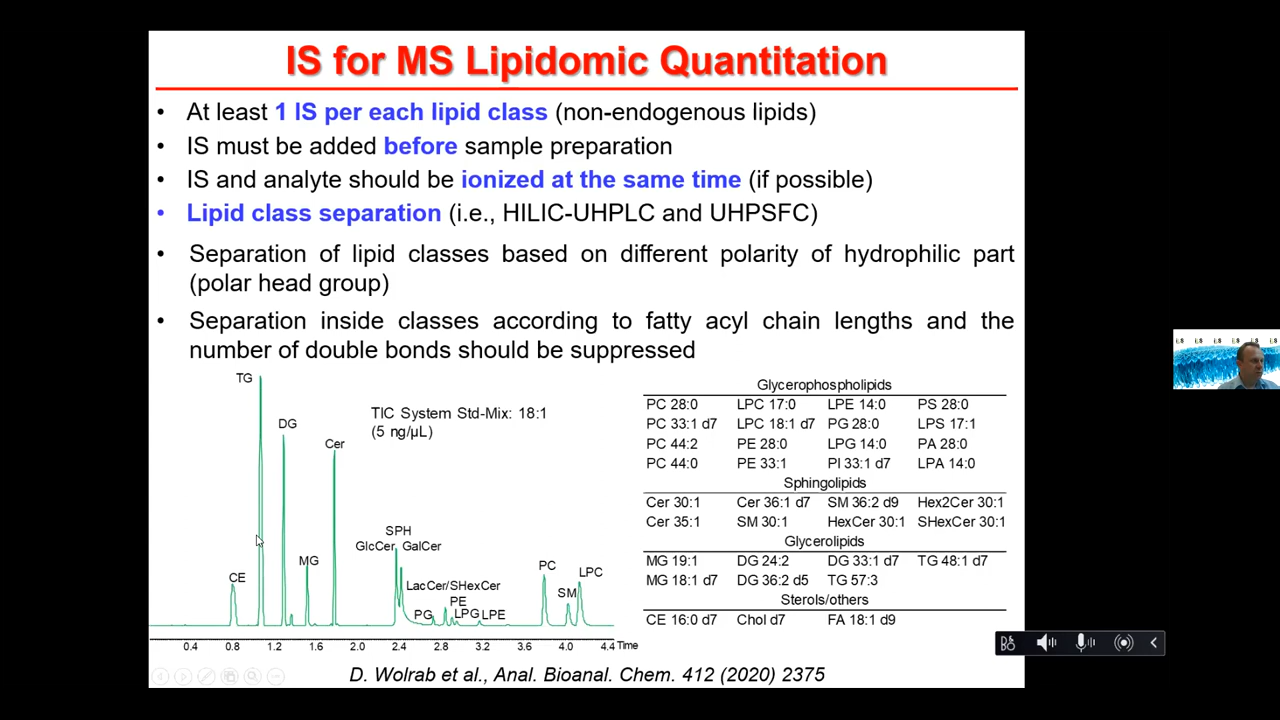 IS for MS Lipidomic Quantitation
• At least 1 IS per each lipid class (non-endogenous lipids)
• IS must be added before sample preparation
• IS and analyte should be ionized at the same time (if possible)
• Lipid class separation (i.e., HILIC-UHPLC and UHPSFC)
• Separation of lipid classes based on different polarity of hydrophilic part
(polar head group)
• Separation inside classes according to fatty acyl chain lengths and the
number of double bonds should be suppressed
TG
DG
Cer
TIC System Std-Mix: 18:1
(5 ng/µL)
SPH
GlcCer GalCer
MG
CE
LacCer/SHexCer
PE
PG
LPG LPE
PC
SM
LPC
0.4 0.8 1.2 1.6 2.0 2.4 2.8 3.2 3.6 4.0 4.4 Time
Glycerophospholipids
PC 28:0 LPC 17:0 LPE 14:0 PS 28:0
PC 33:1 d7 LPC 18:1 d7 PG 28:0 LPS 17:1
PC 44:2 PE 28:0 LPG 14:0 PA 28:0
PC 44:0 PE 33:1 PI 33:1 d7 LPA 14:0
Sphingolipids
Cer 30:1 Cer 36:1 d7 SM 36:2 d9 Hex2Cer 30:1
Cer 35:1 SM 30:1 HexCer 30:1 SHexCer 30:1
Glycerolipids
MG 19:1 DG 24:2 DG 33:1 d7 TG 48:1 d7
MG 18:1 d7 DG 36:2 d5 TG 57:3
Sterols/others
CE 16:0 d7 Chol d7 FA 18:1 d9
D. Wolrab et al., Anal. Bioanal. Chem. 412 (2020) 2375